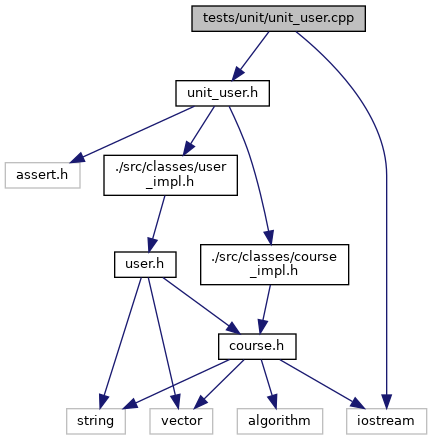 tests/unit/unit_user.cpp
unit_user.h
assert.h
./src/classes/user
_impl.h
./src/classes/course
_impl.h
user.h
course.h
string
vector
algorithm
iostream